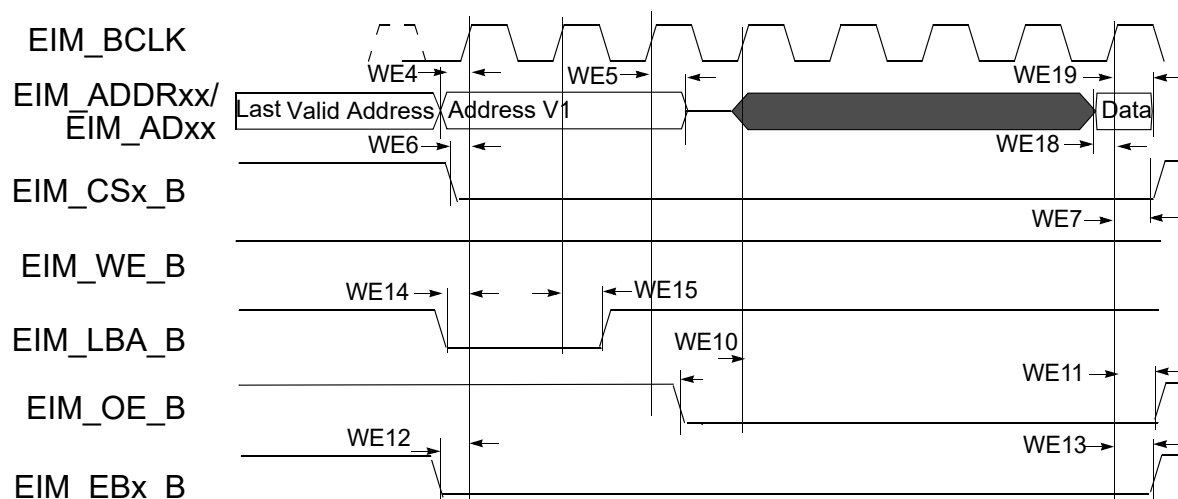 EIM_BCLK
WE4
WE5
WE19
EIM_ADDRxx/
EIM_ADxx
Last Valid Address
Address V1
Data
WE6
WE18
EIM_CSx_B
WE7
EIM_WE_B
WE14
WE15
EIM_LBA_B
WE10
WE11
EIM_OE_B
WE12
WE13
EIM_EBx_B